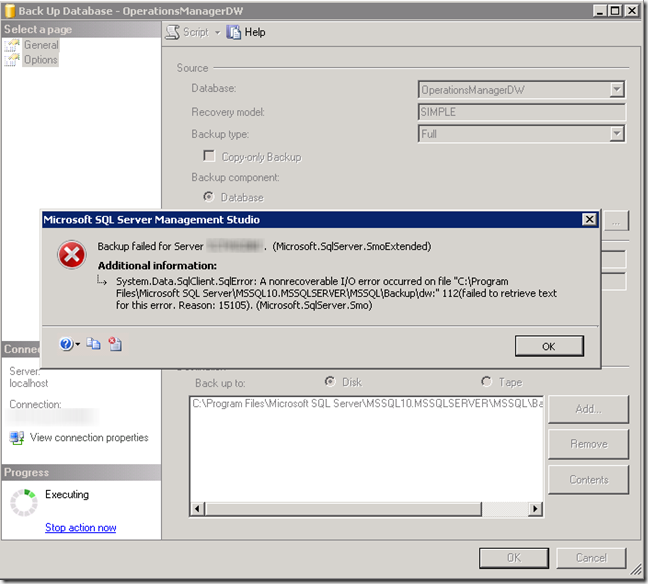 Back Up Database - OperationsManagerDW
Select a page
General
Options
Script
Help
Source
Database:
OperationsManagerDW
Recovery model:
SIMPLE
Backup type:
Full
Copy-only Backup
Backup component:
Database
...
Microsoft SQL Server Management Studio
Backup failed for Server . (Microsoft.SqlServer.SmoExtended)
Additional information:
System.Data.SqlClient.SqlError: A nonrecoverable I/O error occurred on file "C:\Program
Files\Microsoft SQL Server\MSSQL10.MSSQLSERVER\MSSQL\Backup\dw:" 112(failed to retrieve text
for this error. Reason: 15105). (Microsoft.SqlServer.Smo)
OK
Connec
Server:
localhost
Connection:
View connection properties
Progress
Executing
Stop action now
Back up to:
Disk
Tape
C:\Program Files\Microsoft SQL Server\MSSQL10.MSSQLSERVER\MSSQL\Ba
Add...
Remove
Contents
OK
Cancel